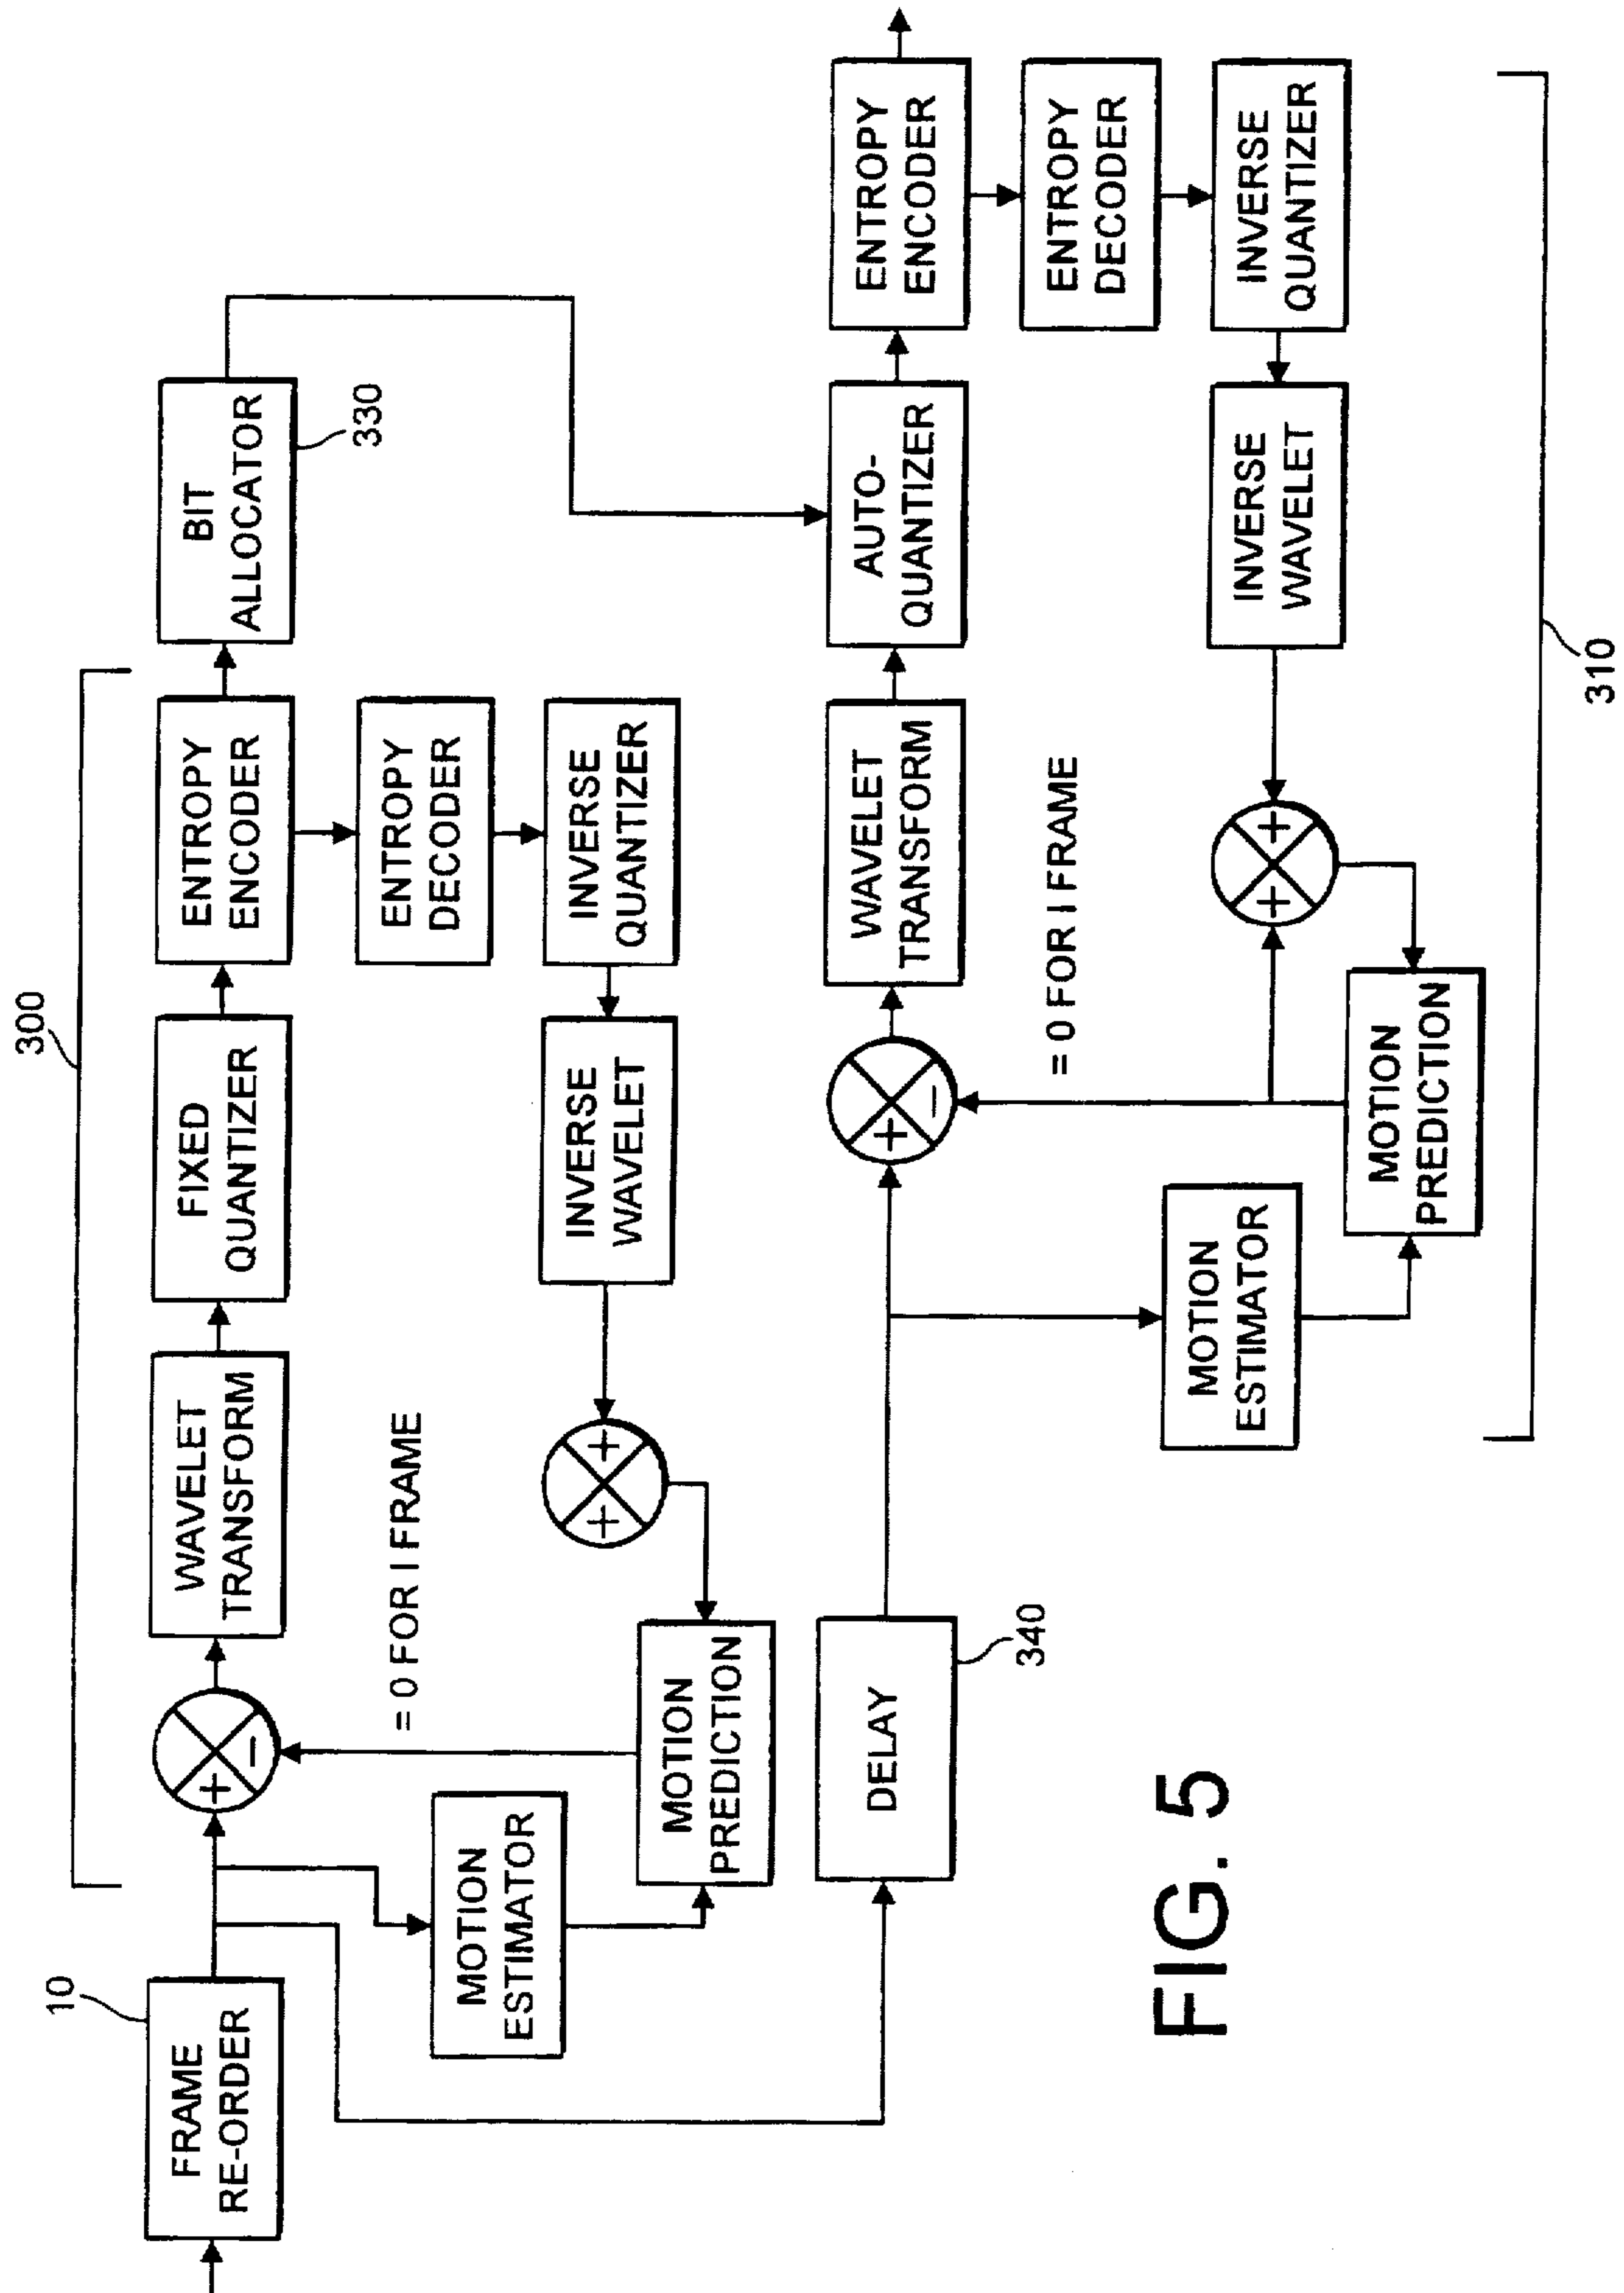 300
10
FRAME
RE-ORDER
WAVELET
TRANSFORM
FIXED
QUANTIZER
ENTROPY
ENCODER
BIT
ALLOCATOR
330
+
−
= 0 FOR I FRAME
MOTION
ESTIMATOR
MOTION
PREDICTION
+
+
INVERSE
WAVELET
INVERSE
QUANTIZER
ENTROPY
DECODER
DELAY
340
+
−
= 0 FOR I FRAME
WAVELET
TRANSFORM
AUTO-
QUANTIZER
ENTROPY
ENCODER
ENTROPY
DECODER
INVERSE
QUANTIZER
INVERSE
WAVELET
+
+
MOTION
ESTIMATOR
MOTION
PREDICTION
310
FIG. 5